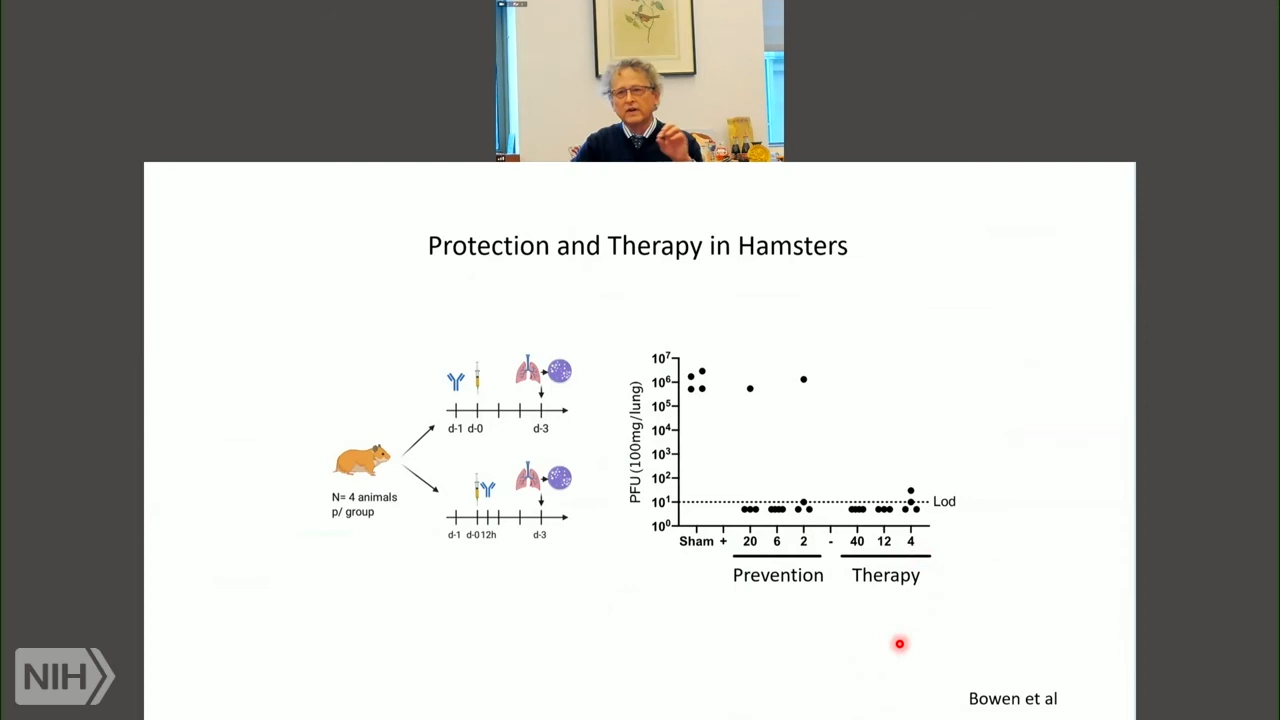 Protection and Therapy in Hamsters
d-1 d-0 d-3
N= 4 animals
p/ group
d-1 d-0 12h d-3
PFU (100mg/lung)
10⁷
10⁶
10⁵
10⁴
10³
10²
10¹
10⁰
Lod
Sham + 20 6 2 - 40 12 4
Prevention Therapy
NIH
Bowen et al